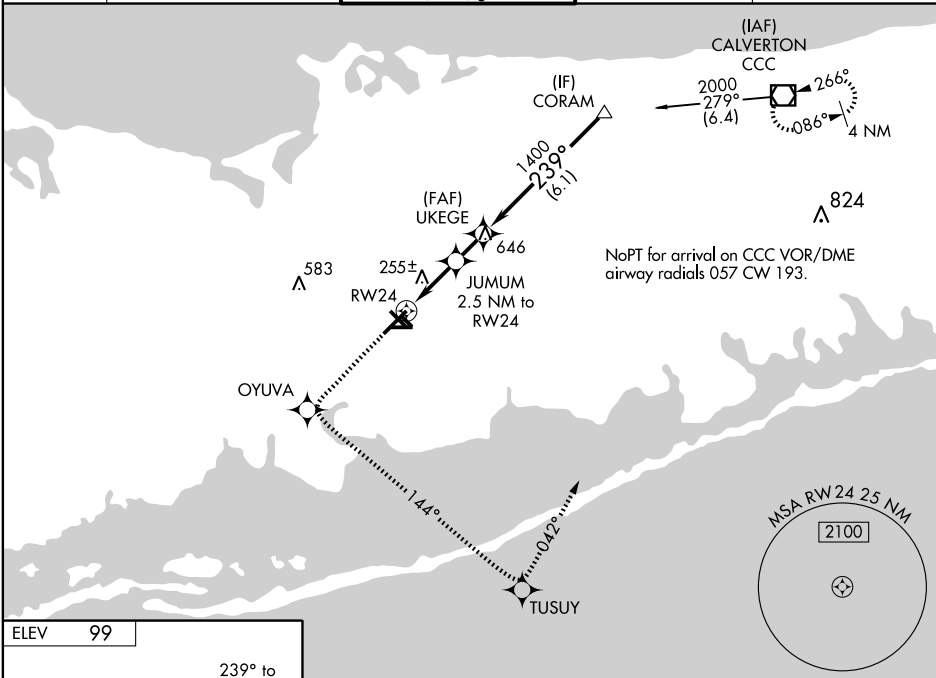 (IAF)
CALVERTON
CCC
266°
086°
4 NM
2000
279°
(6.4)
(IF)
CORAM
1400
239°
(6.1)
824
(FAF)
UKEGE
646
NoPT for arrival on CCC VOR/DME
airway radials 057 CW 193.
583
255±
JUMUM
2.5 NM to
RW24
RW24
OYUVA
144°
042°
TUSUY
MSA RW24 25 NM
2100
ELEV 99
239° to